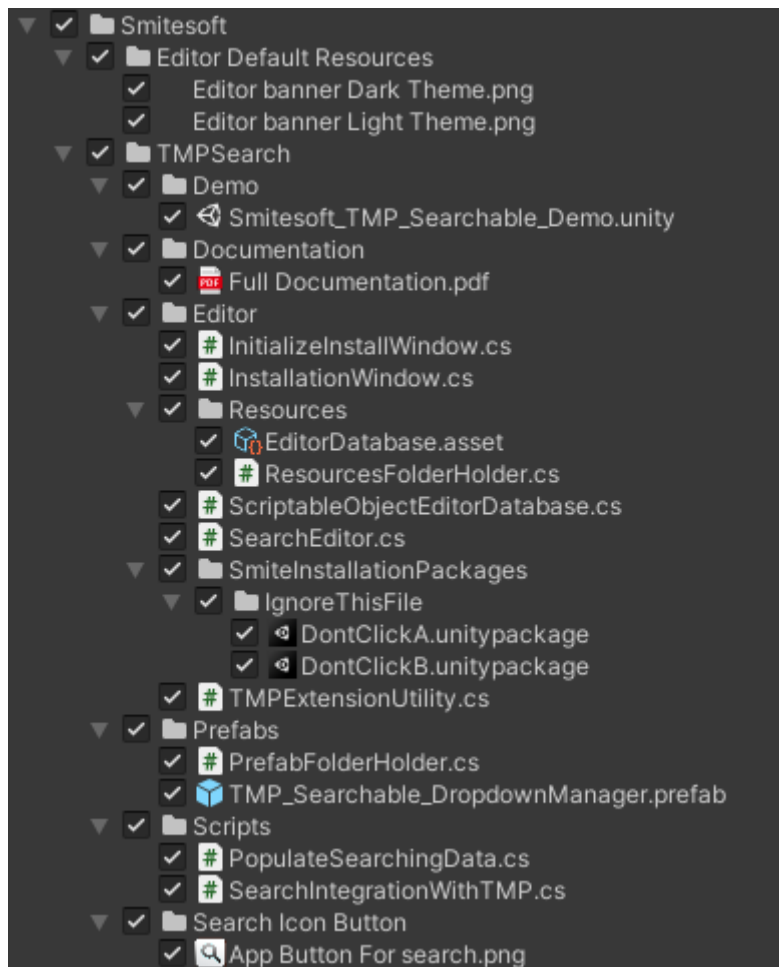 Smitesoft
Editor Default Resources
Editor banner Dark Theme.png
Editor banner Light Theme.png
TMPSearch
Demo
Smitesoft_TMP_Searchable_Demo.unity
Documentation
PDF Full Documentation.pdf
Editor
# InitializeInstallWindow.cs
# InstallationWindow.cs
Resources
{} EditorDatabase.asset
# ResourcesFolderHolder.cs
# ScriptableObjectEditorDatabase.cs
# SearchEditor.cs
SmiteInstallationPackages
IgnoreThisFile
DontClickA.unitypackage
DontClickB.unitypackage
# TMPExtensionUtility.cs
Prefabs
# PrefabFolderHolder.cs
TMP_Searchable_DropdownManager.prefab
Scripts
# PopulateSearchingData.cs
# SearchIntegrationWithTMP.cs
Search Icon Button
App Button For search.png